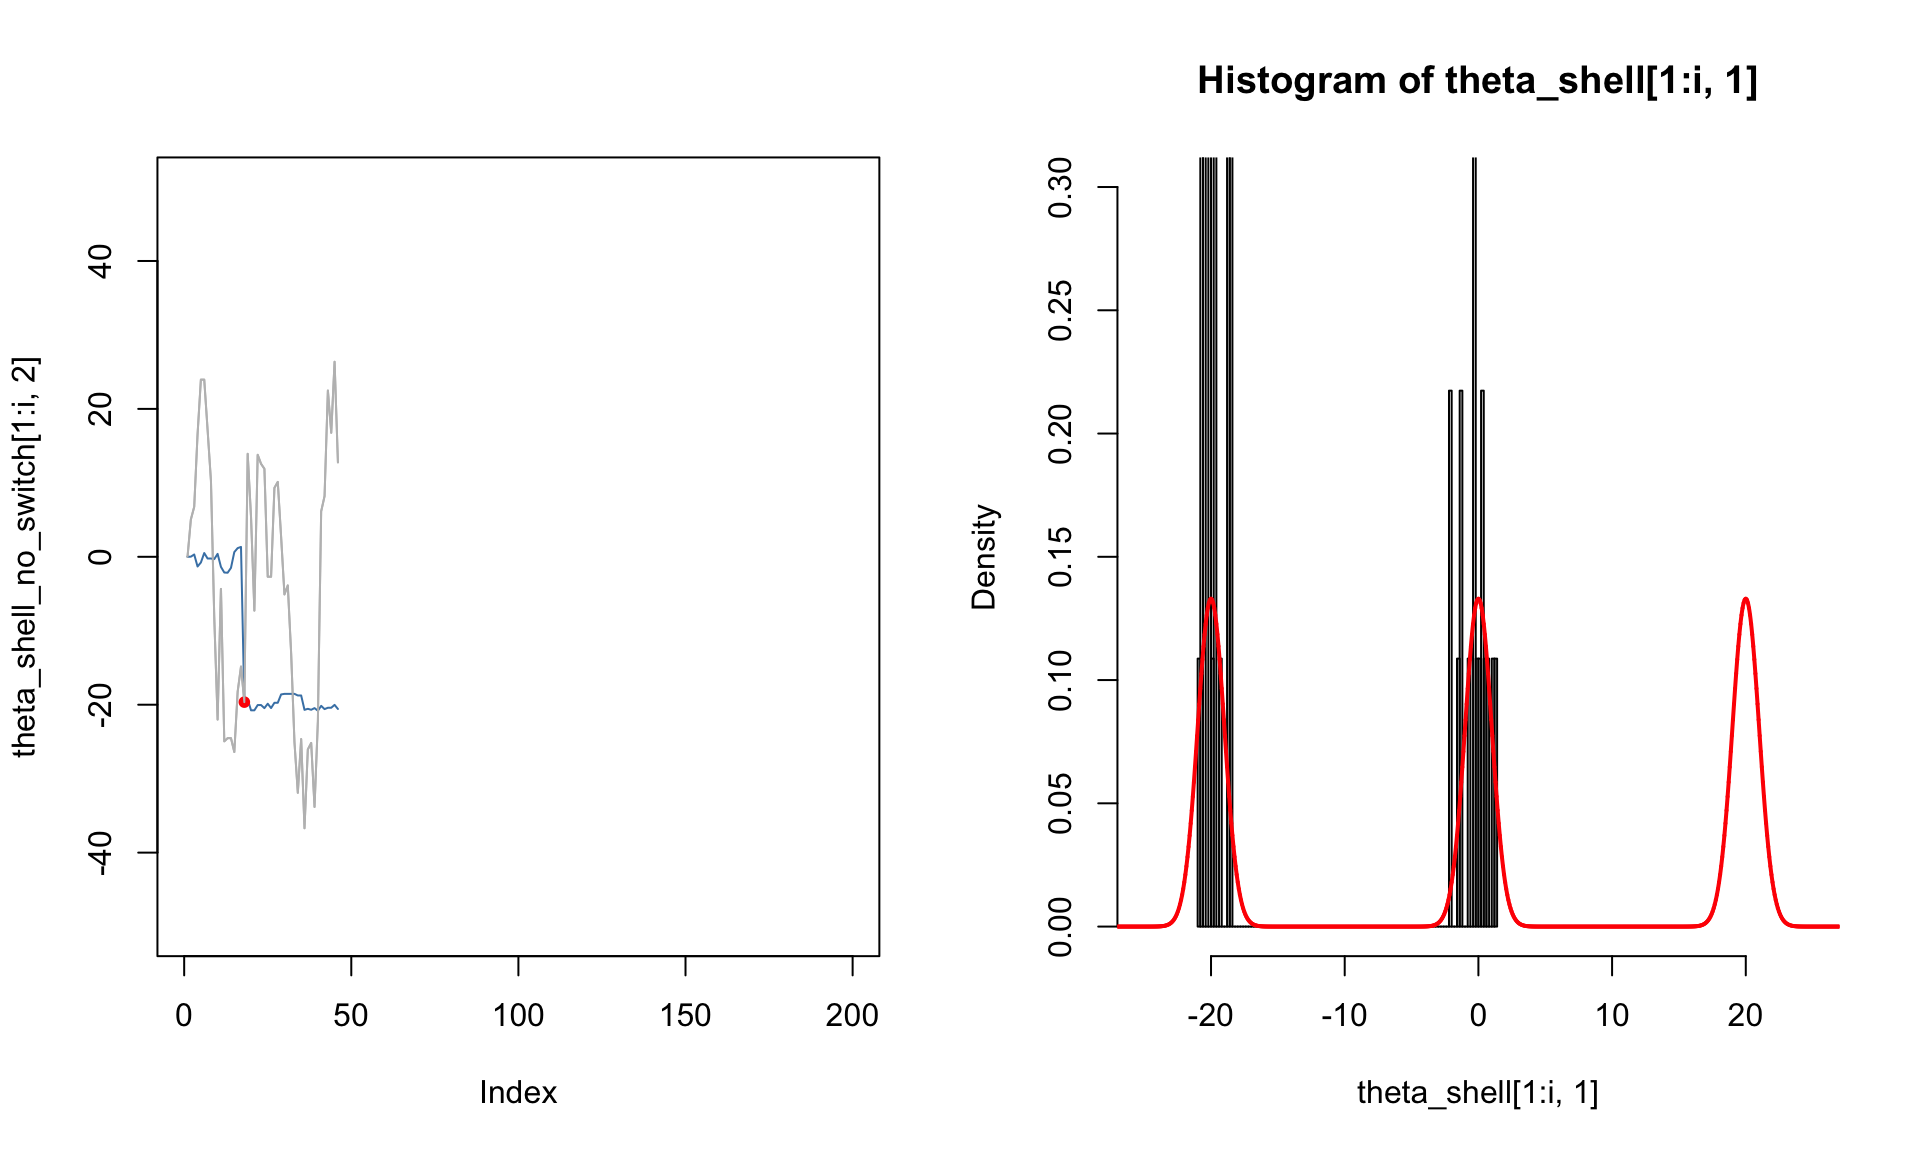 theta_shell_no_switch[1:i, 2]
40
20
0
-20
-40
0 50 100 150 200
Index
Histogram of theta_shell[1:i, 1]
Density
0.30
0.25
0.20
0.15
0.10
0.05
0.00
-20 -10 0 10 20
theta_shell[1:i, 1]